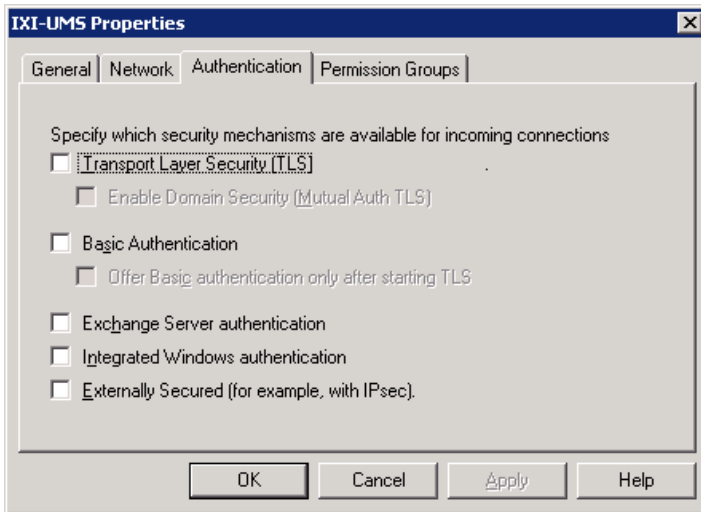 IXI-UMS Properties
General Network Authentication Permission Groups
Specify which security mechanisms are available for incoming connections
Transport Layer Security (TLS)
Enable Domain Security (Mutual Auth TLS)
Basic Authentication
Offer Basic authentication only after starting TLS
Exchange Server authentication
Integrated Windows authentication
Externally Secured (for example, with IPsec).
OK Cancel Apply Help